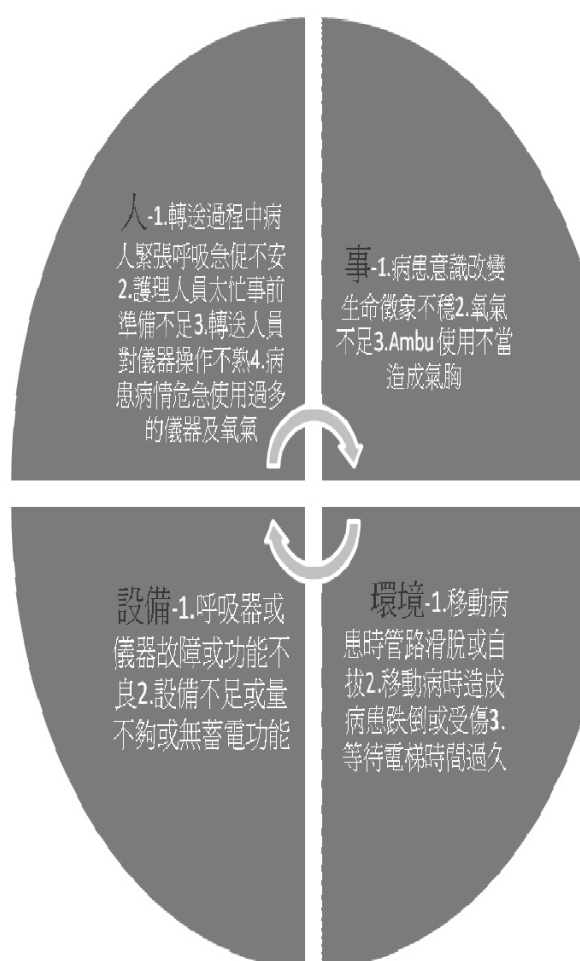 人-1.轉送過程中病
人緊張呼吸急促不安
2.護理人員太忙事前
準備不足3.轉送人員
對儀器操作不熟4.病
患病情危急使用過多
的儀器及氧氣
事-1.病患意識改變
生命徵象不穩2.氧氣
不足3.Ambu 使用不當
造成氣胸
設備-1.呼吸器或
儀器故障或功能不
良2.設備不足或量
不夠或無蓄電功能
環境-1.移動病
患時管路滑脫或自
拔2.移動病時造成
病患跌倒或受傷3.
等待電梯時間過久